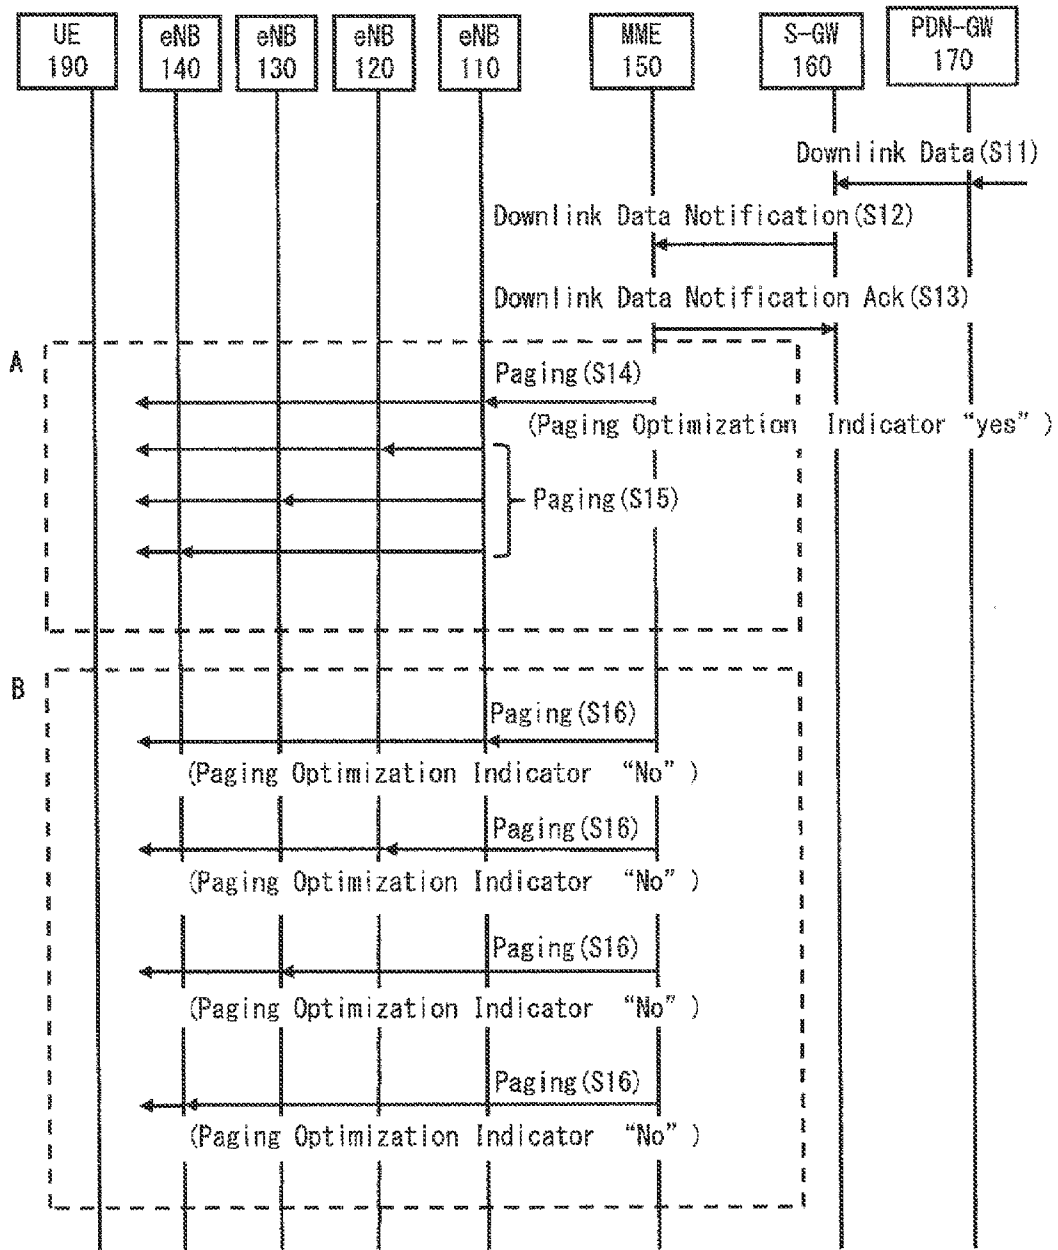 UE
190
eNB
140
eNB
130
eNB
120
eNB
110
MME
150
S-GW
160
PDN-GW
170
Downlink Data(S11)
Downlink Data Notification(S12)
Downlink Data Notification Ack(S13)
A
Paging(S14)
(Paging Optimization Indicator “yes” )
Paging(S15)
B
Paging(S16)
(Paging Optimization Indicator “No” )
Paging(S16)
(Paging Optimization Indicator “No” )
Paging(S16)
(Paging Optimization Indicator “No” )
Paging(S16)
(Paging Optimization Indicator “No” )